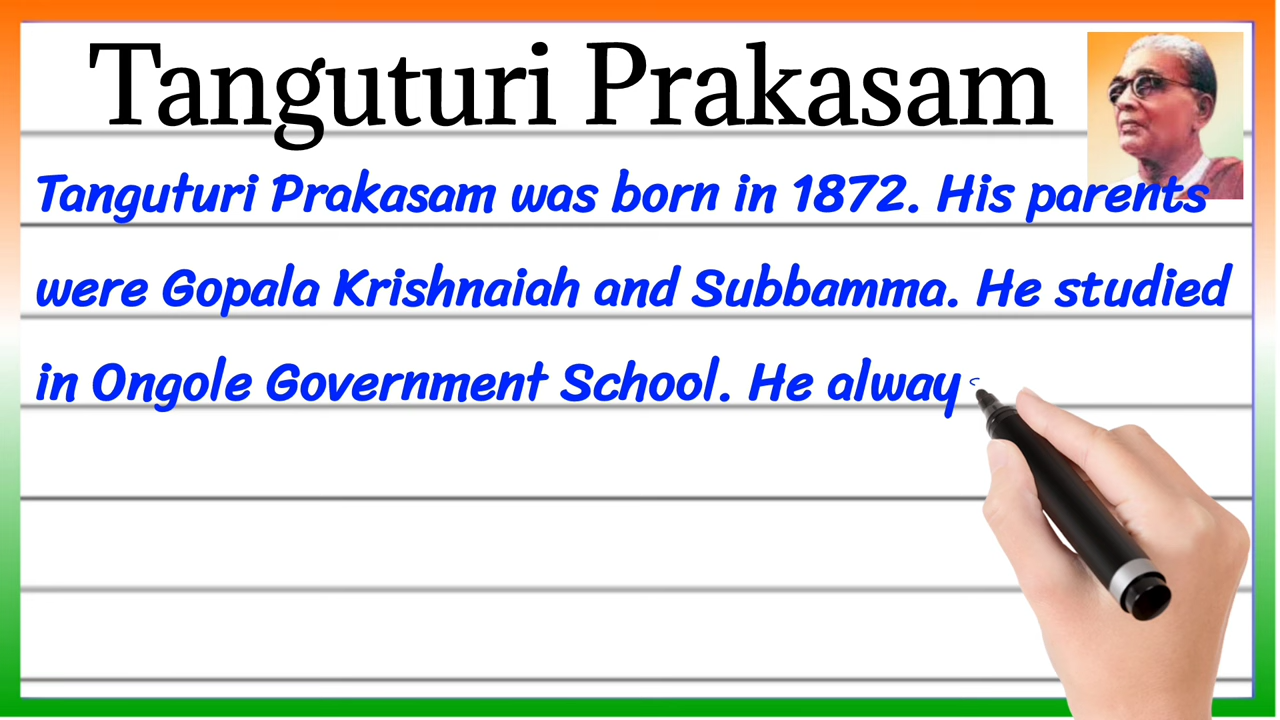 Tanguturi Prakasam
Tanguturi Prakasam was born in 1872. His parents
were Gopala Krishnaiah and Subbamma. He studied
in Ongole Government School. He alway